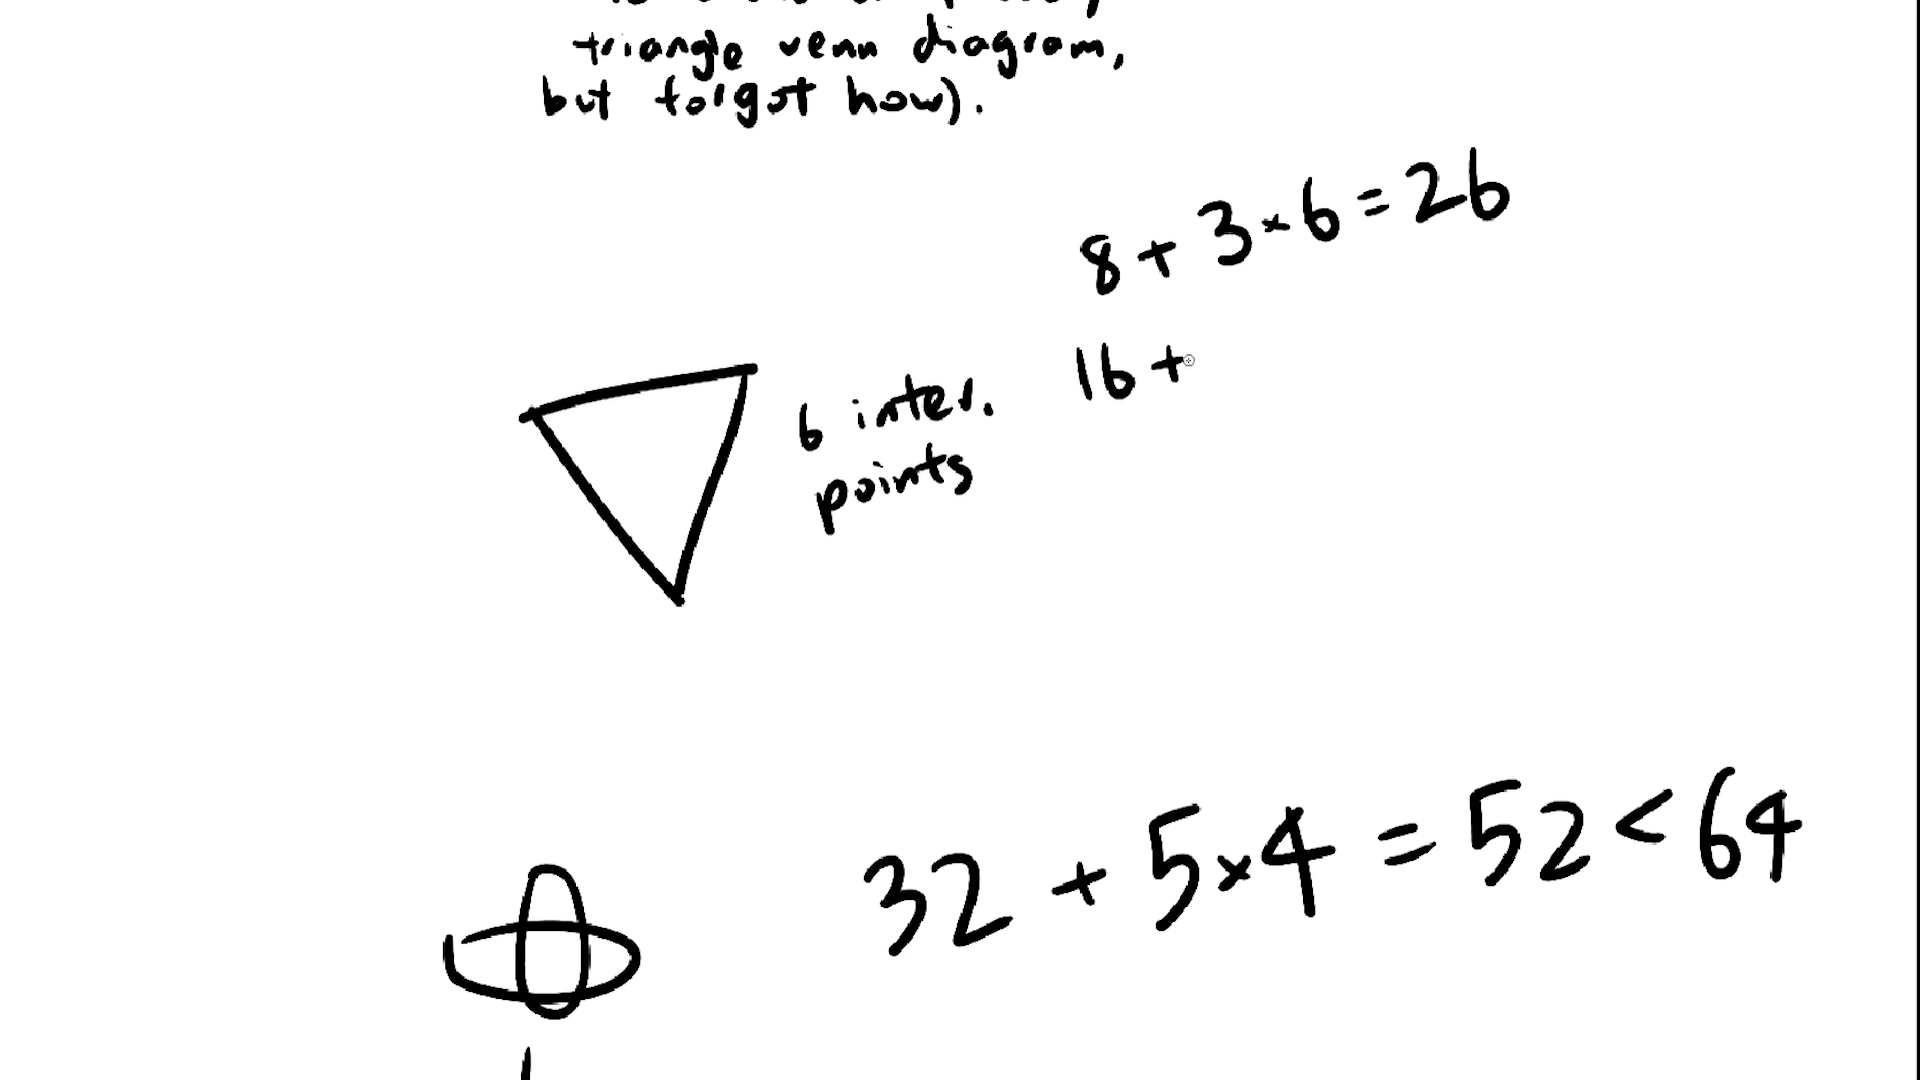 triangle venn diagram,
but forgot how).
8 + 3 × 6 = 26
16 +
6 inter.
points
32 + 5 × 4 = 52 < 64